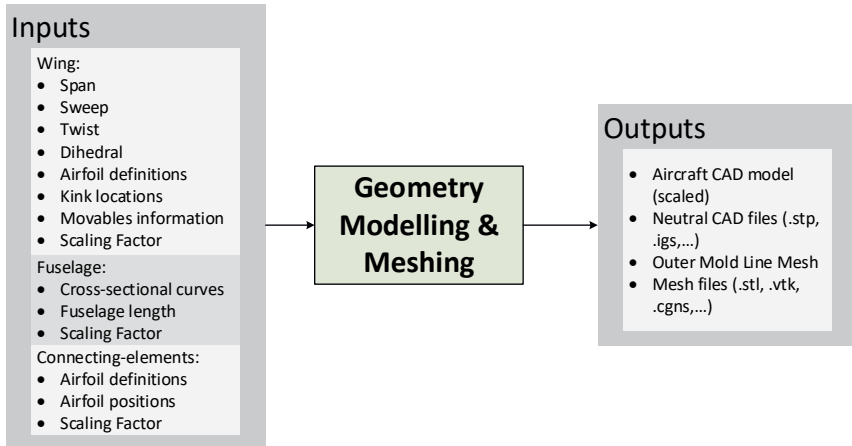 Inputs
Wing:
• Span
• Sweep
• Twist
• Dihedral
• Airfoil definitions
• Kink locations
• Movables information
• Scaling Factor
Fuselage:
• Cross-sectional curves
• Fuselage length
• Scaling Factor
Connecting-elements:
• Airfoil definitions
• Airfoil positions
• Scaling Factor
Geometry
Modelling &
Meshing
Outputs
• Aircraft CAD model
(scaled)
• Neutral CAD files (.stp,
.igs,...)
• Outer Mold Line Mesh
• Mesh files (.stl, .vtk,
.cgns,...)